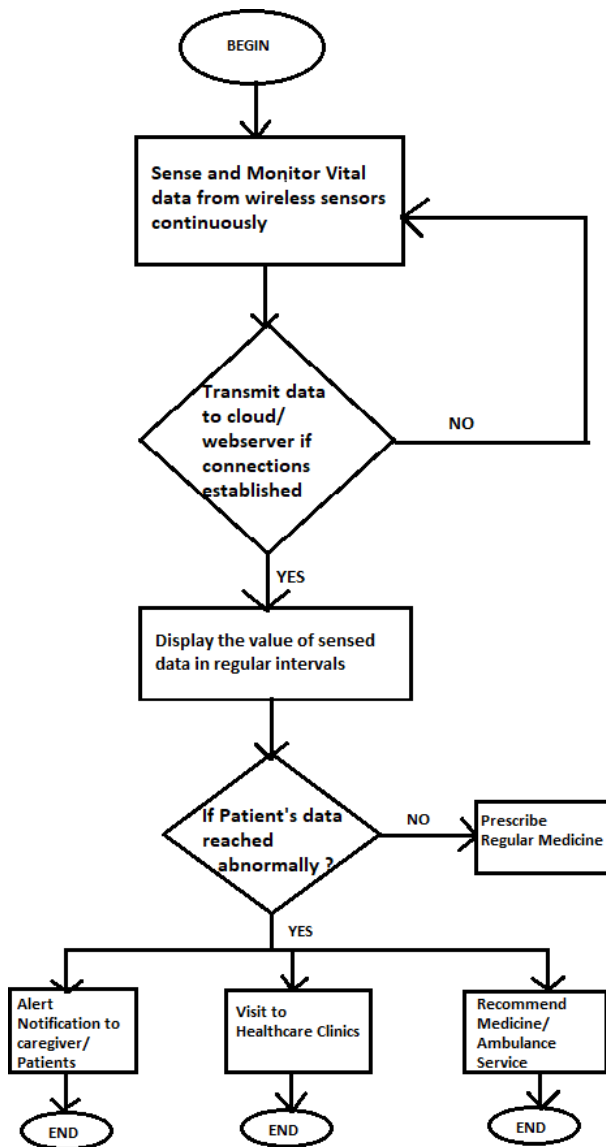 BEGIN
Sense and Monitor Vital
data from wireless sensors
continuously
Transmit data
to cloud/
webserver if
connections
established
NO
YES
Display the value of sensed
data in regular intervals
If Patient's data
reached
abnormally ?
NO
Prescribe
Regular Medicine
YES
Alert
Notification to
caregiver/
Patients
Visit to
Healthcare Clinics
Recommend
Medicine/
Ambulance
Service
END
END
END